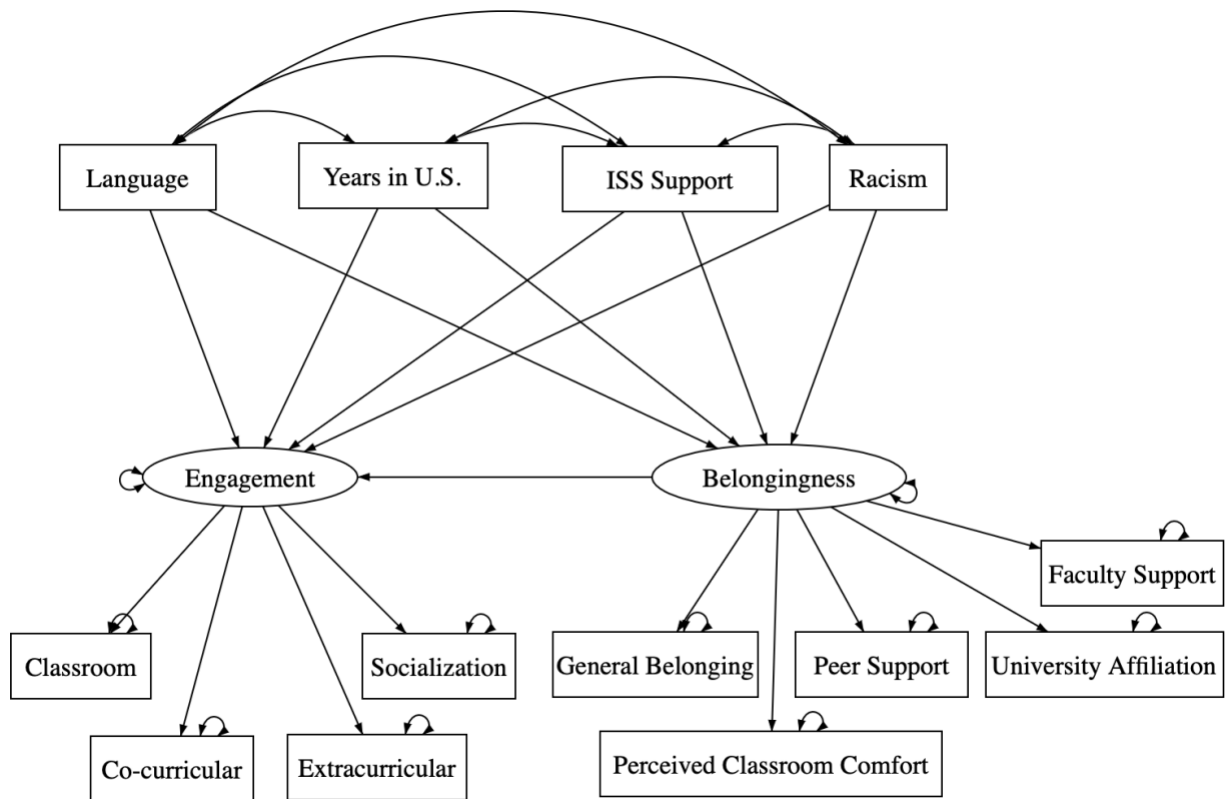 Language
Years in U.S.
ISS Support
Racism
Engagement
Belongingness
Faculty Support
Classroom
Socialization
General Belonging
Peer Support
University Affiliation
Co-curricular
Extracurricular
Perceived Classroom Comfort